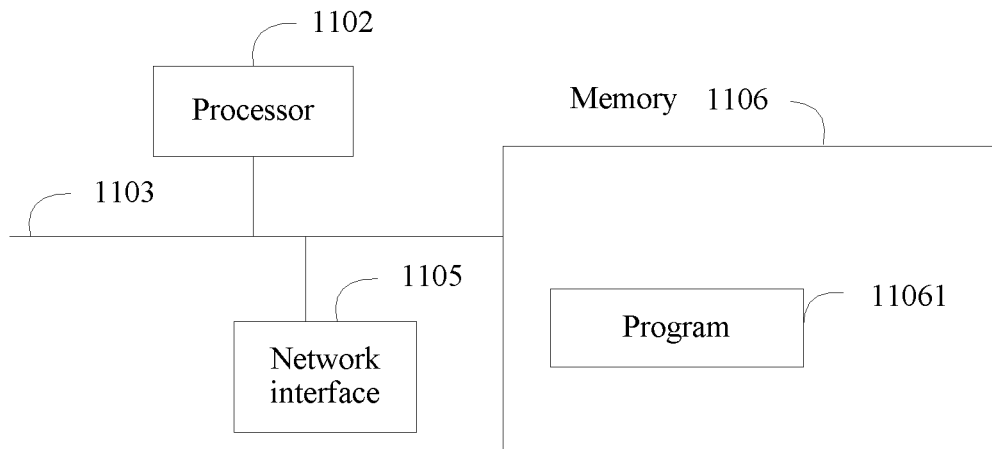 1102
Processor
Memory 1106
1103
1105
11061
Program
Network
interface